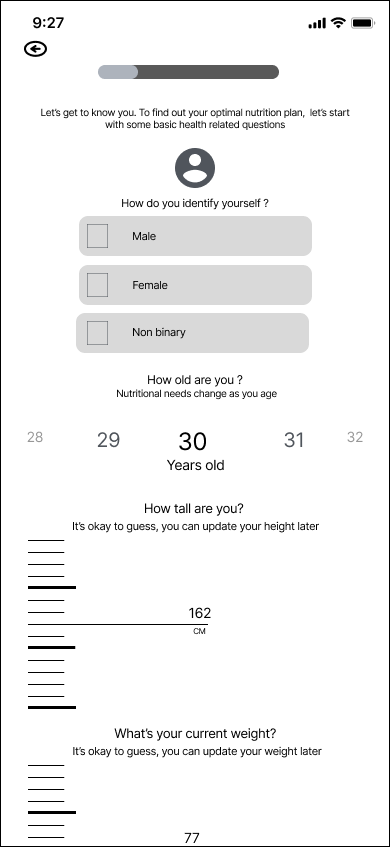 9:27
Let's get to know you. To find out your optimal nutrition plan, let's start
with some basic health related questions
How do you identify yourself ?
Male
Female
Non binary
How old are you ?
Nutritional needs change as you age
28 29 30 31 32
Years old
How tall are you?
It's okay to guess, you can update your height later
162
CM
What's your current weight?
It's okay to guess, you can update your weight later
77